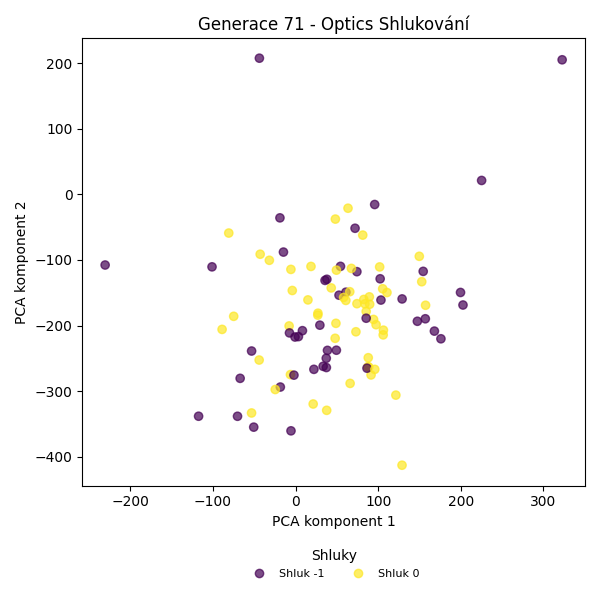 Generace 71 - Optics Shlukování
200
100
0
−100
−200
−300
−400
PCA komponent 2
−200
−100
0
100
200
300
PCA komponent 1
Shluky
Shluk -1
Shluk 0